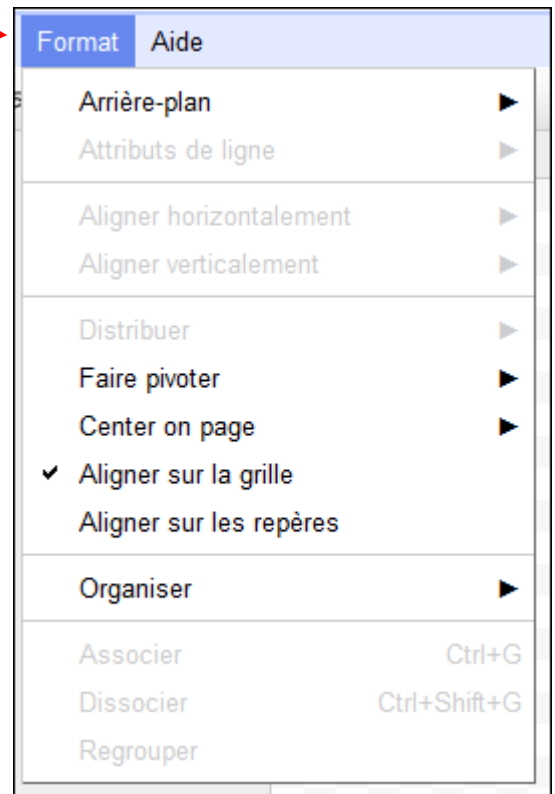 Format Aide
Arrière-plan
Attributs de ligne
Aligner horizontalement
Aligner verticalement
Distribuer
Faire pivoter
Center on page
Aligner sur la grille
Aligner sur les repères
Organiser
Associer Ctrl+G
Dissocier Ctrl+Shift+G
Regrouper